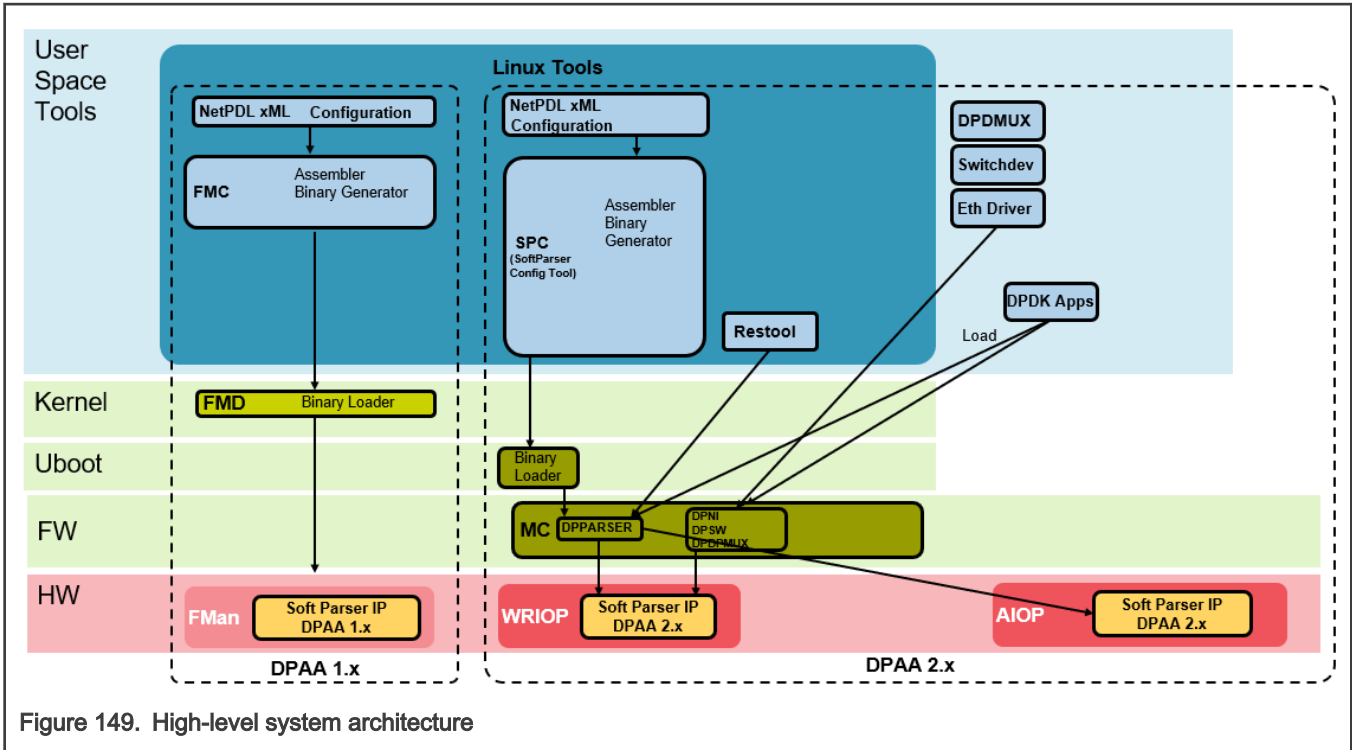 User
Space
Tools
Linux Tools
NetPDL xML Configuration
NetPDL xML
Configuration
DPDMUX
Switchdev
Eth Driver
FMC
Assembler
Binary Generator
SPC
(SoftParser
Config Tool)
Assembler
Binary
Generator
Restool
DPDK Apps
Load
Kernel
FMD
Binary Loader
Uboot
Binary
Loader
FW
MC
DPPARSER
DPNI
DPSW
DPDPMUX
HW
FMan
Soft Parser IP
DPAA 1.x
WRIOP
Soft Parser IP
DPAA 2.x
AIOP
Soft Parser IP
DPAA 2.x
DPAA 1.x
DPAA 2.x
Figure 149. High-level system architecture